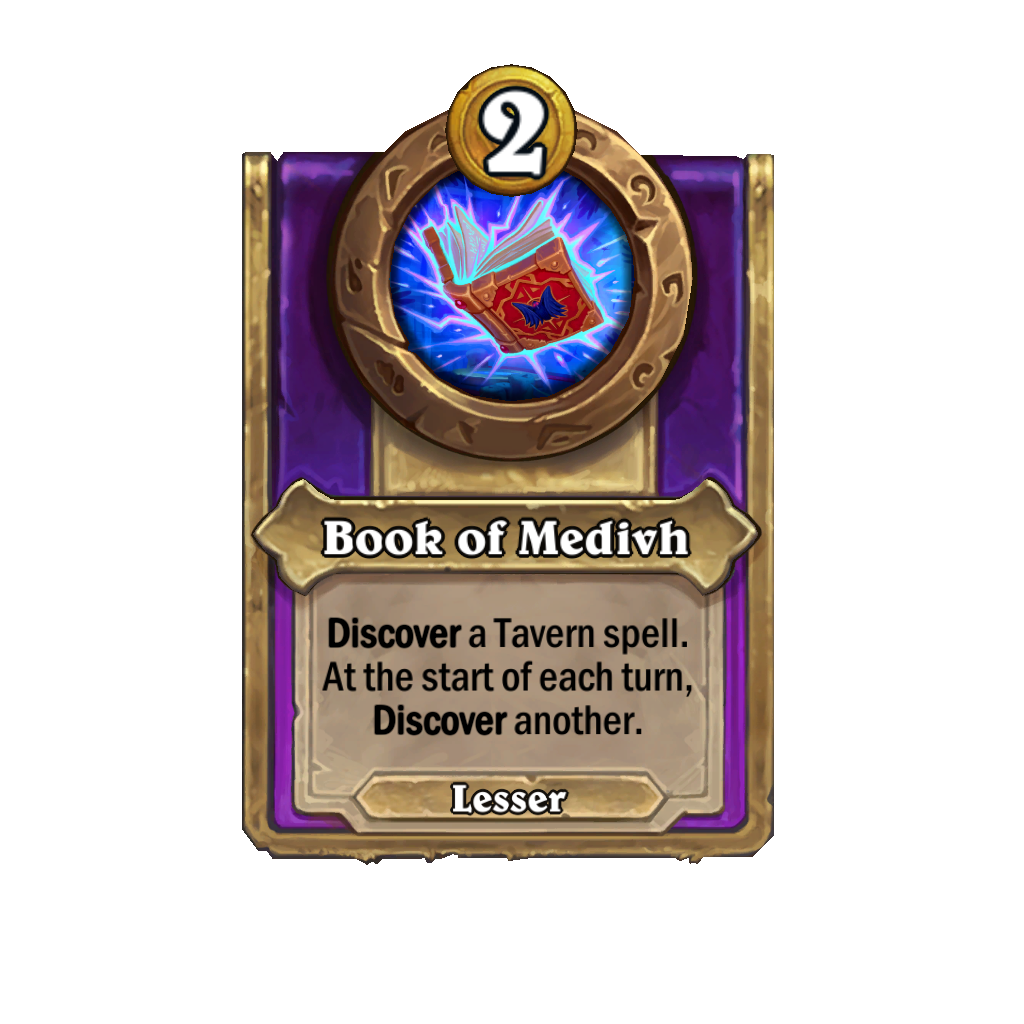 2
Book of Medivh
Discover a Tavern spell.
At the start of each turn,
Discover another.
Lesser